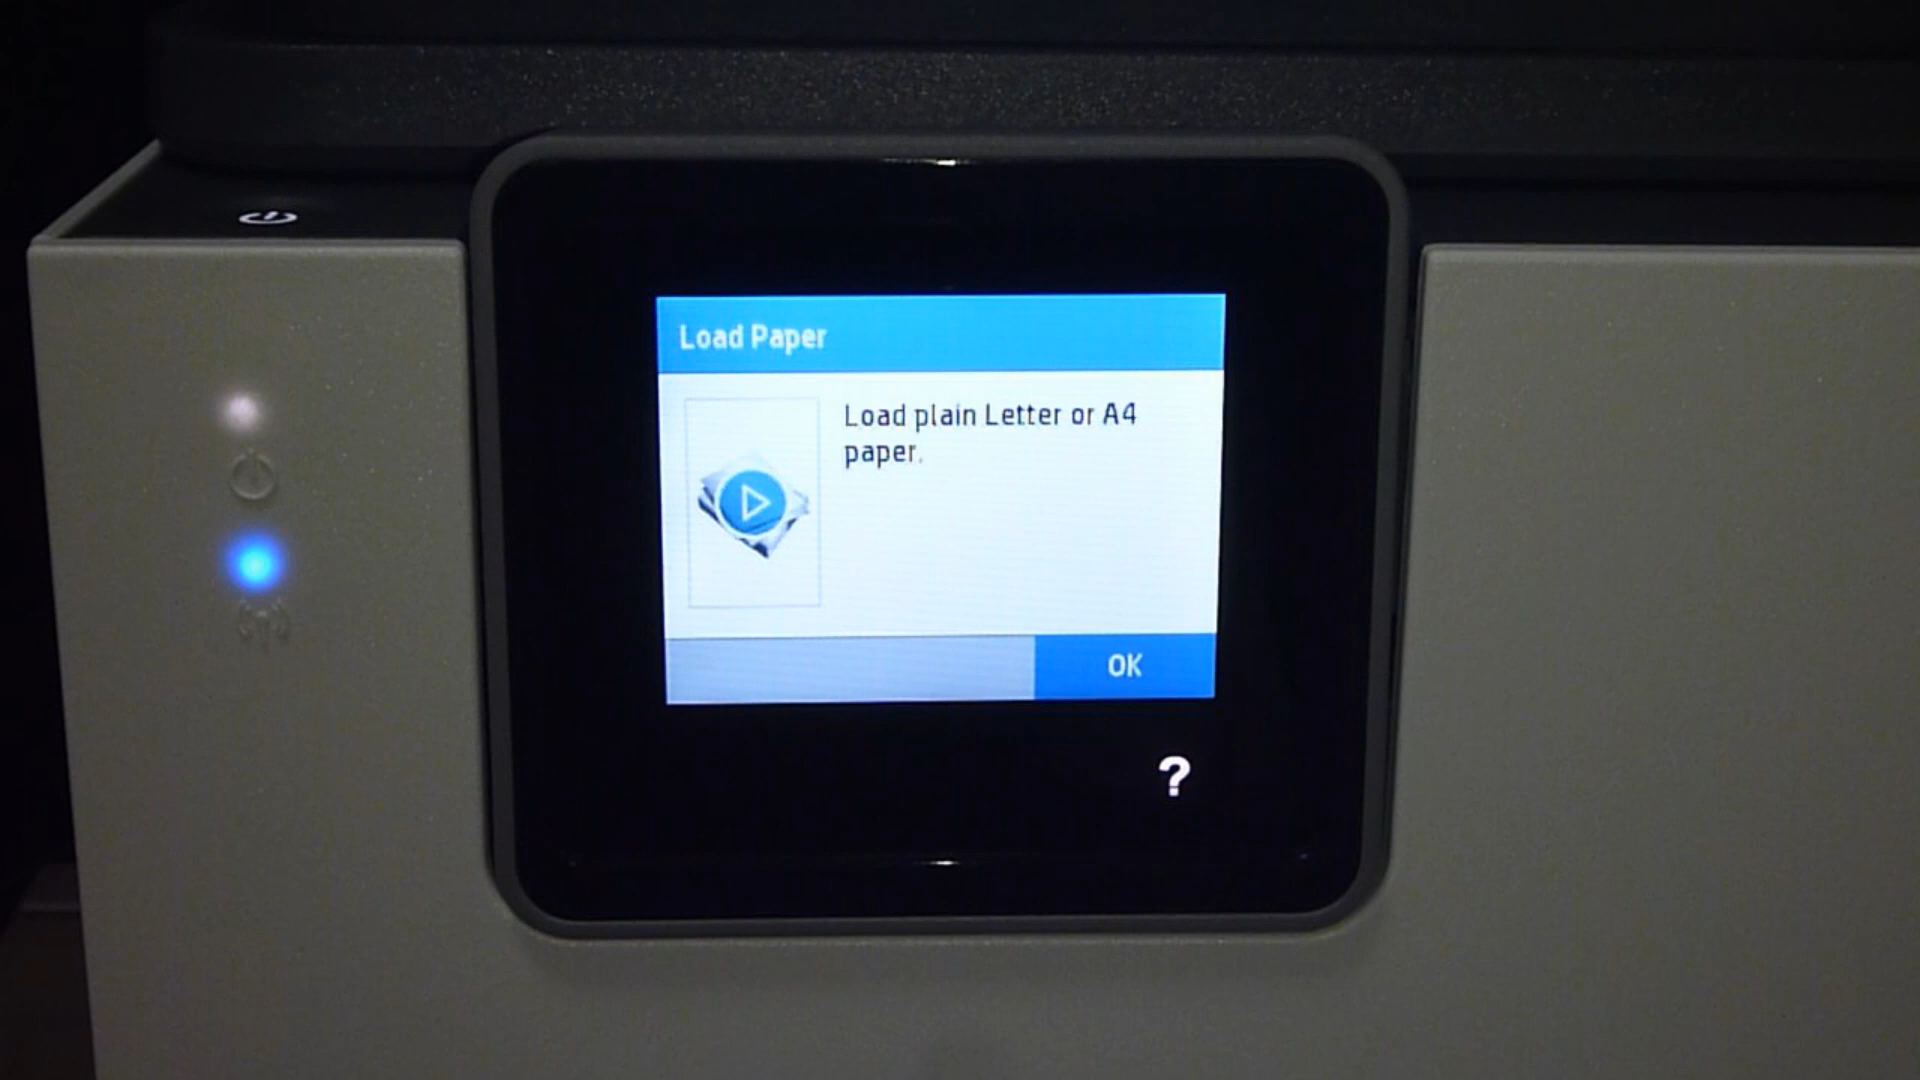 Load Paper
Load plain Letter or A4
paper.
OK
?